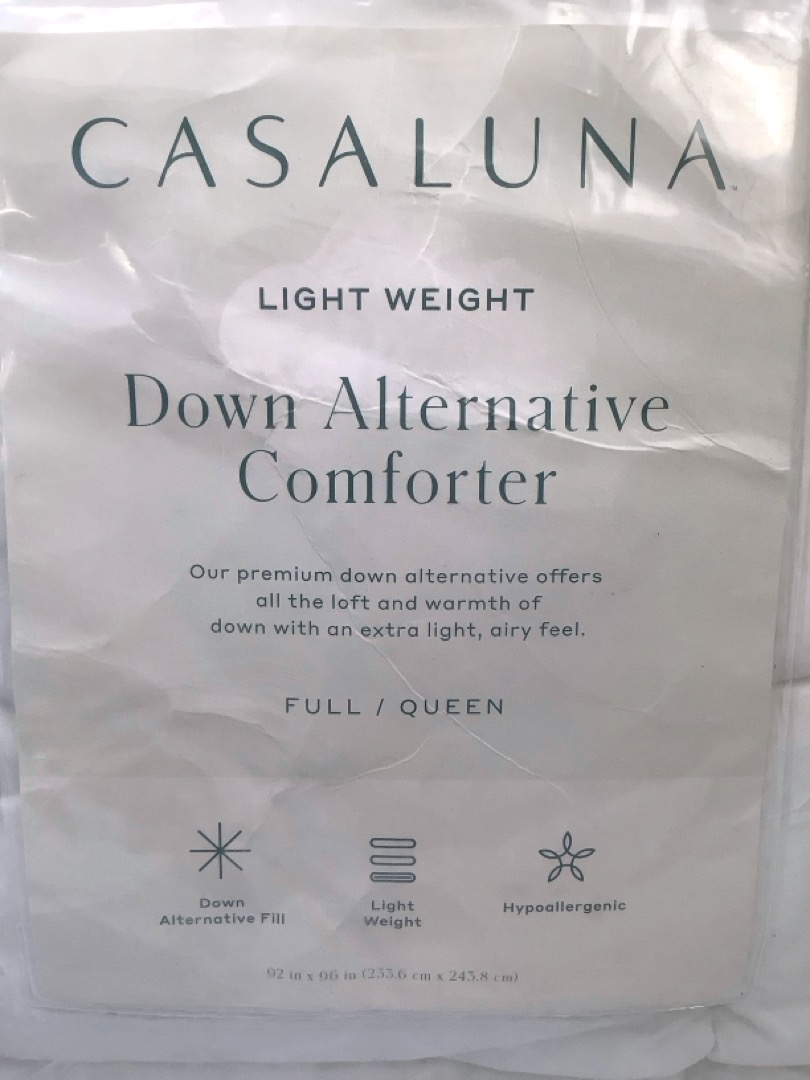 CASALUNA
LIGHT WEIGHT
Down Alternative
Comforter
Our premium down alternative offers
all the loft and warmth of
down with an extra light, airy feel.
FULL / QUEEN
Down
Alternative Fill
Light
Weight
Hypoallergenic
92 in x 96 in (233.6 cm x 243.8 cm)